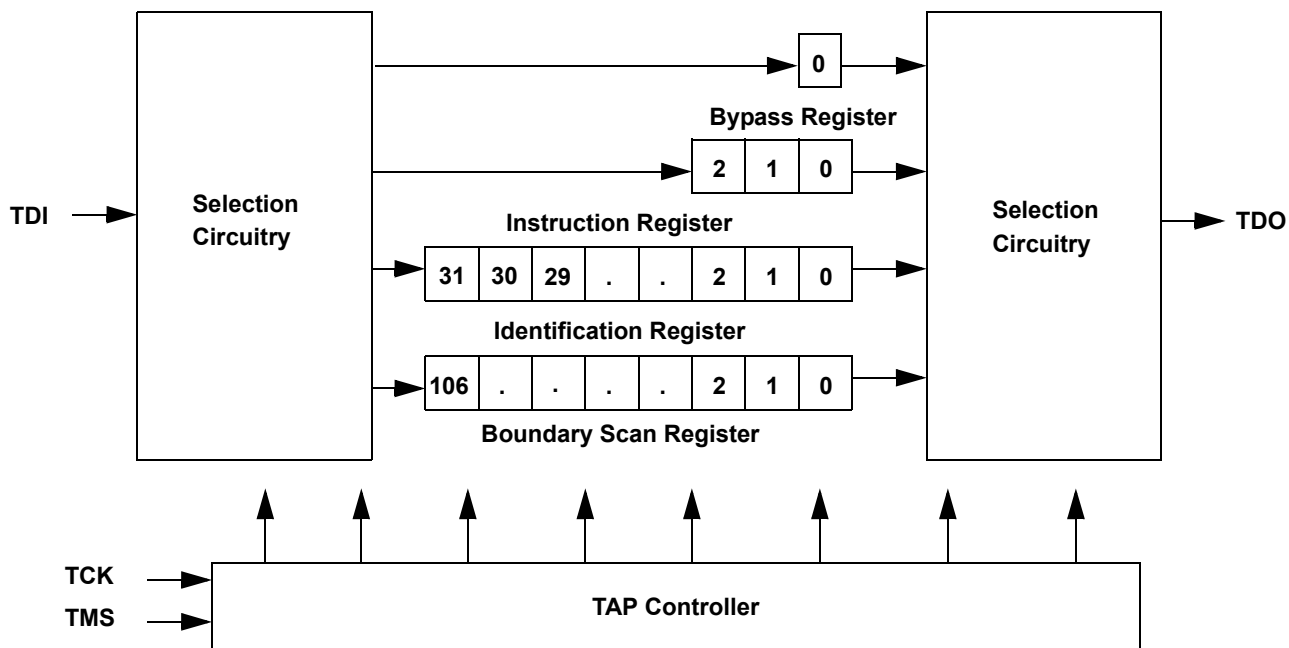 0
Bypass Register
2 1 0
Selection
Circuitry
Selection
Circuitry
TDI
TDO
Instruction Register
31 30 29 . . 2 1 0
Identification Register
106 . . . . 2 1 0
Boundary Scan Register
TCK
TMS
TAP Controller